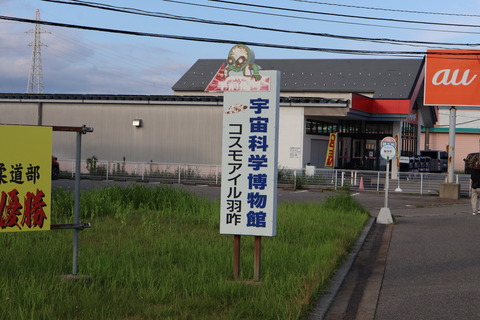 宇宙科学博物館
コスモアイル羽咋
柔道部
優勝
au